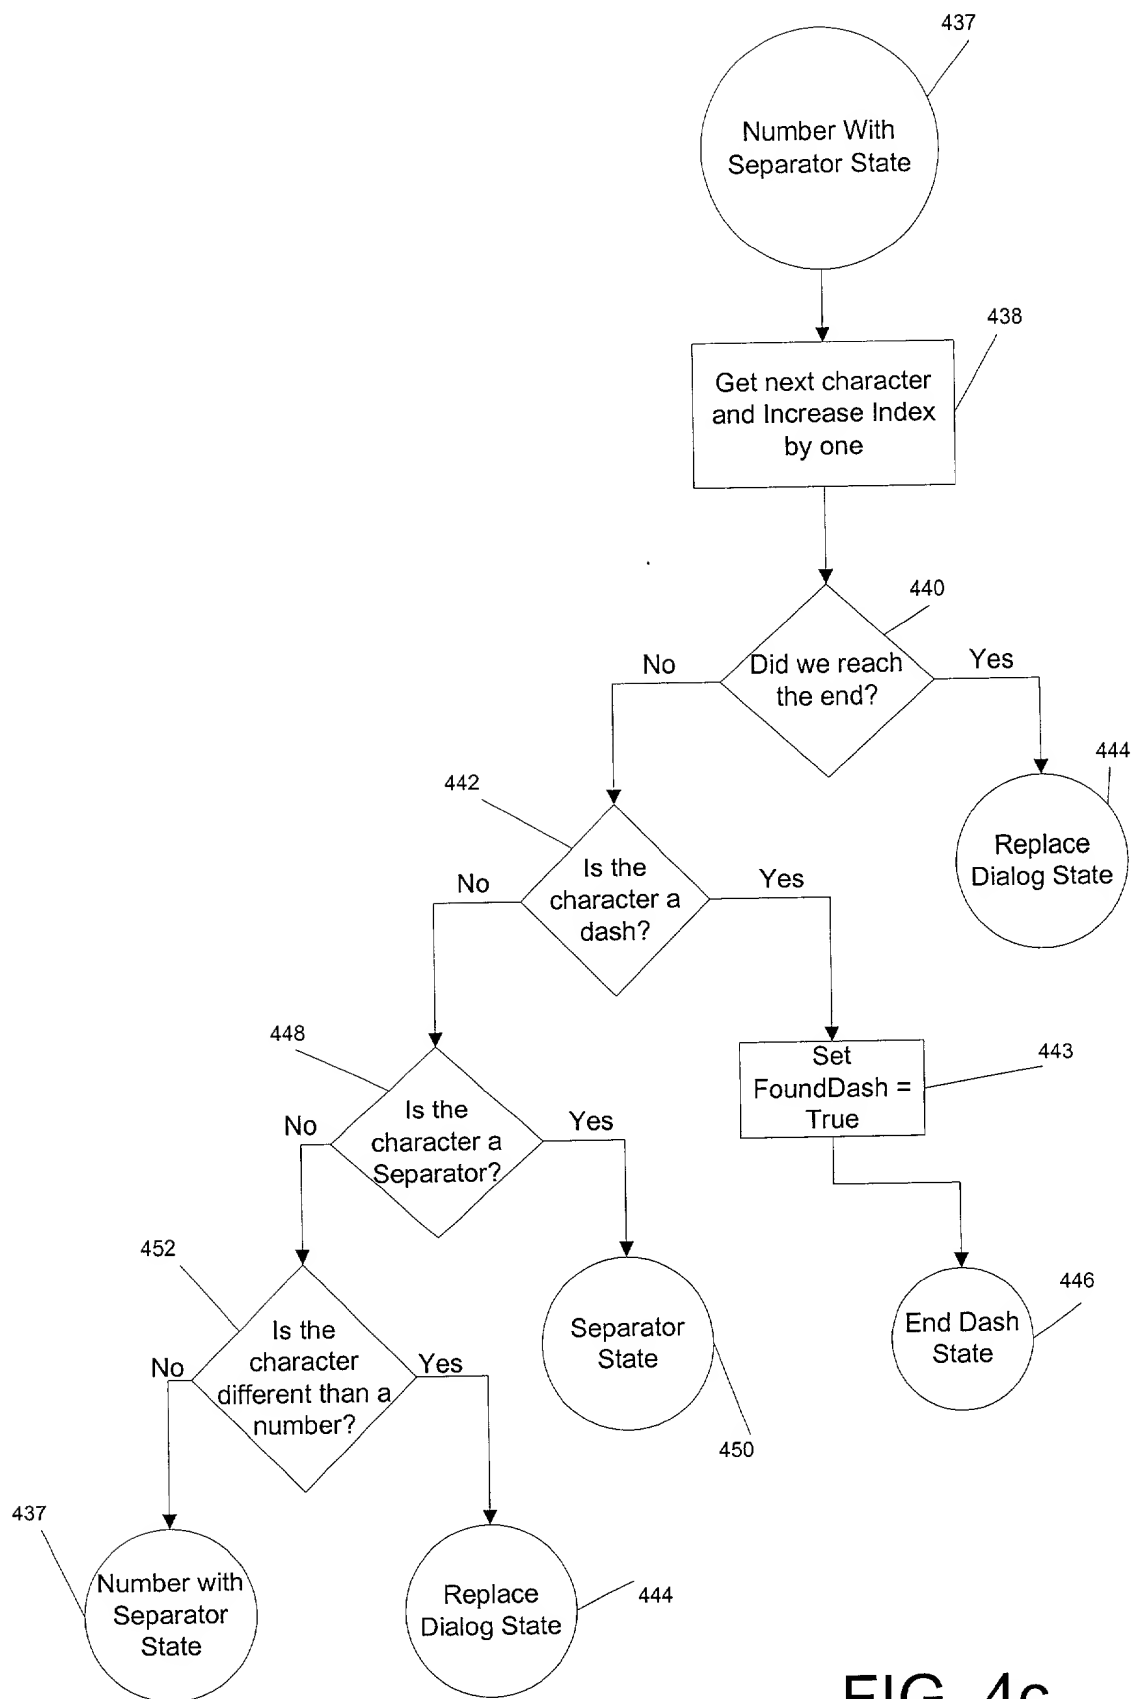 437
Number With
Separator State
438
Get next character
and Increase Index
by one
440
Did we reach
the end?
No
Yes
444
Replace
Dialog State
442
Is the
character a
dash?
No
Yes
443
Set
FoundDash =
True
446
End Dash
State
448
Is the
character a
Separator?
No
Yes
450
Separator
State
452
Is the
character
different than a
number?
No
Yes
437
Number with
Separator
State
444
Replace
Dialog State
FIG. 4c